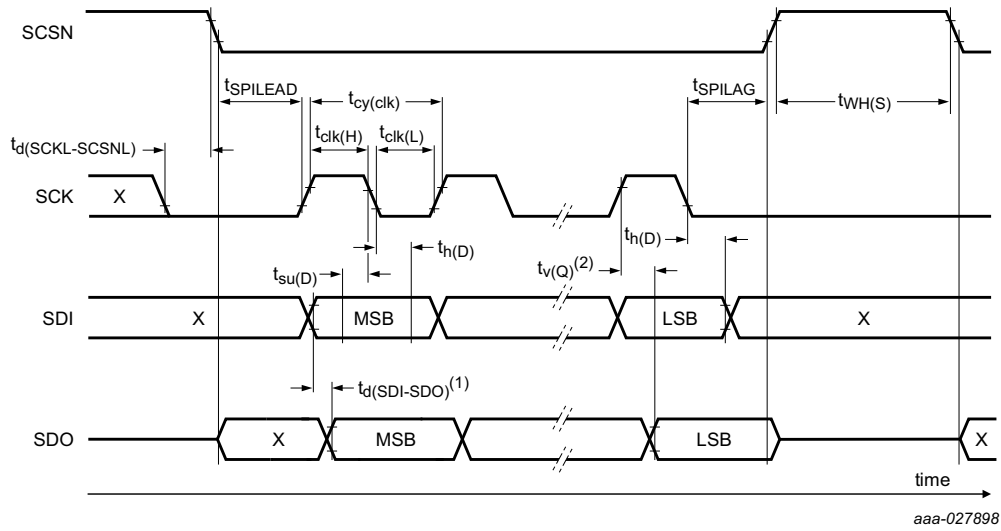 SCSN
tSPILEAD
tcy(clk)
tSPILAG
tWH(S)
tclk(H)
tclk(L)
td(SCKL-SCSNL)
SCK
X
th(D)
th(D)
tsu(D)
tv(Q)(2)
SDI
X
MSB
LSB
X
td(SDI-SDO)(1)
SDO
X
MSB
LSB
X
time
aaa-027898